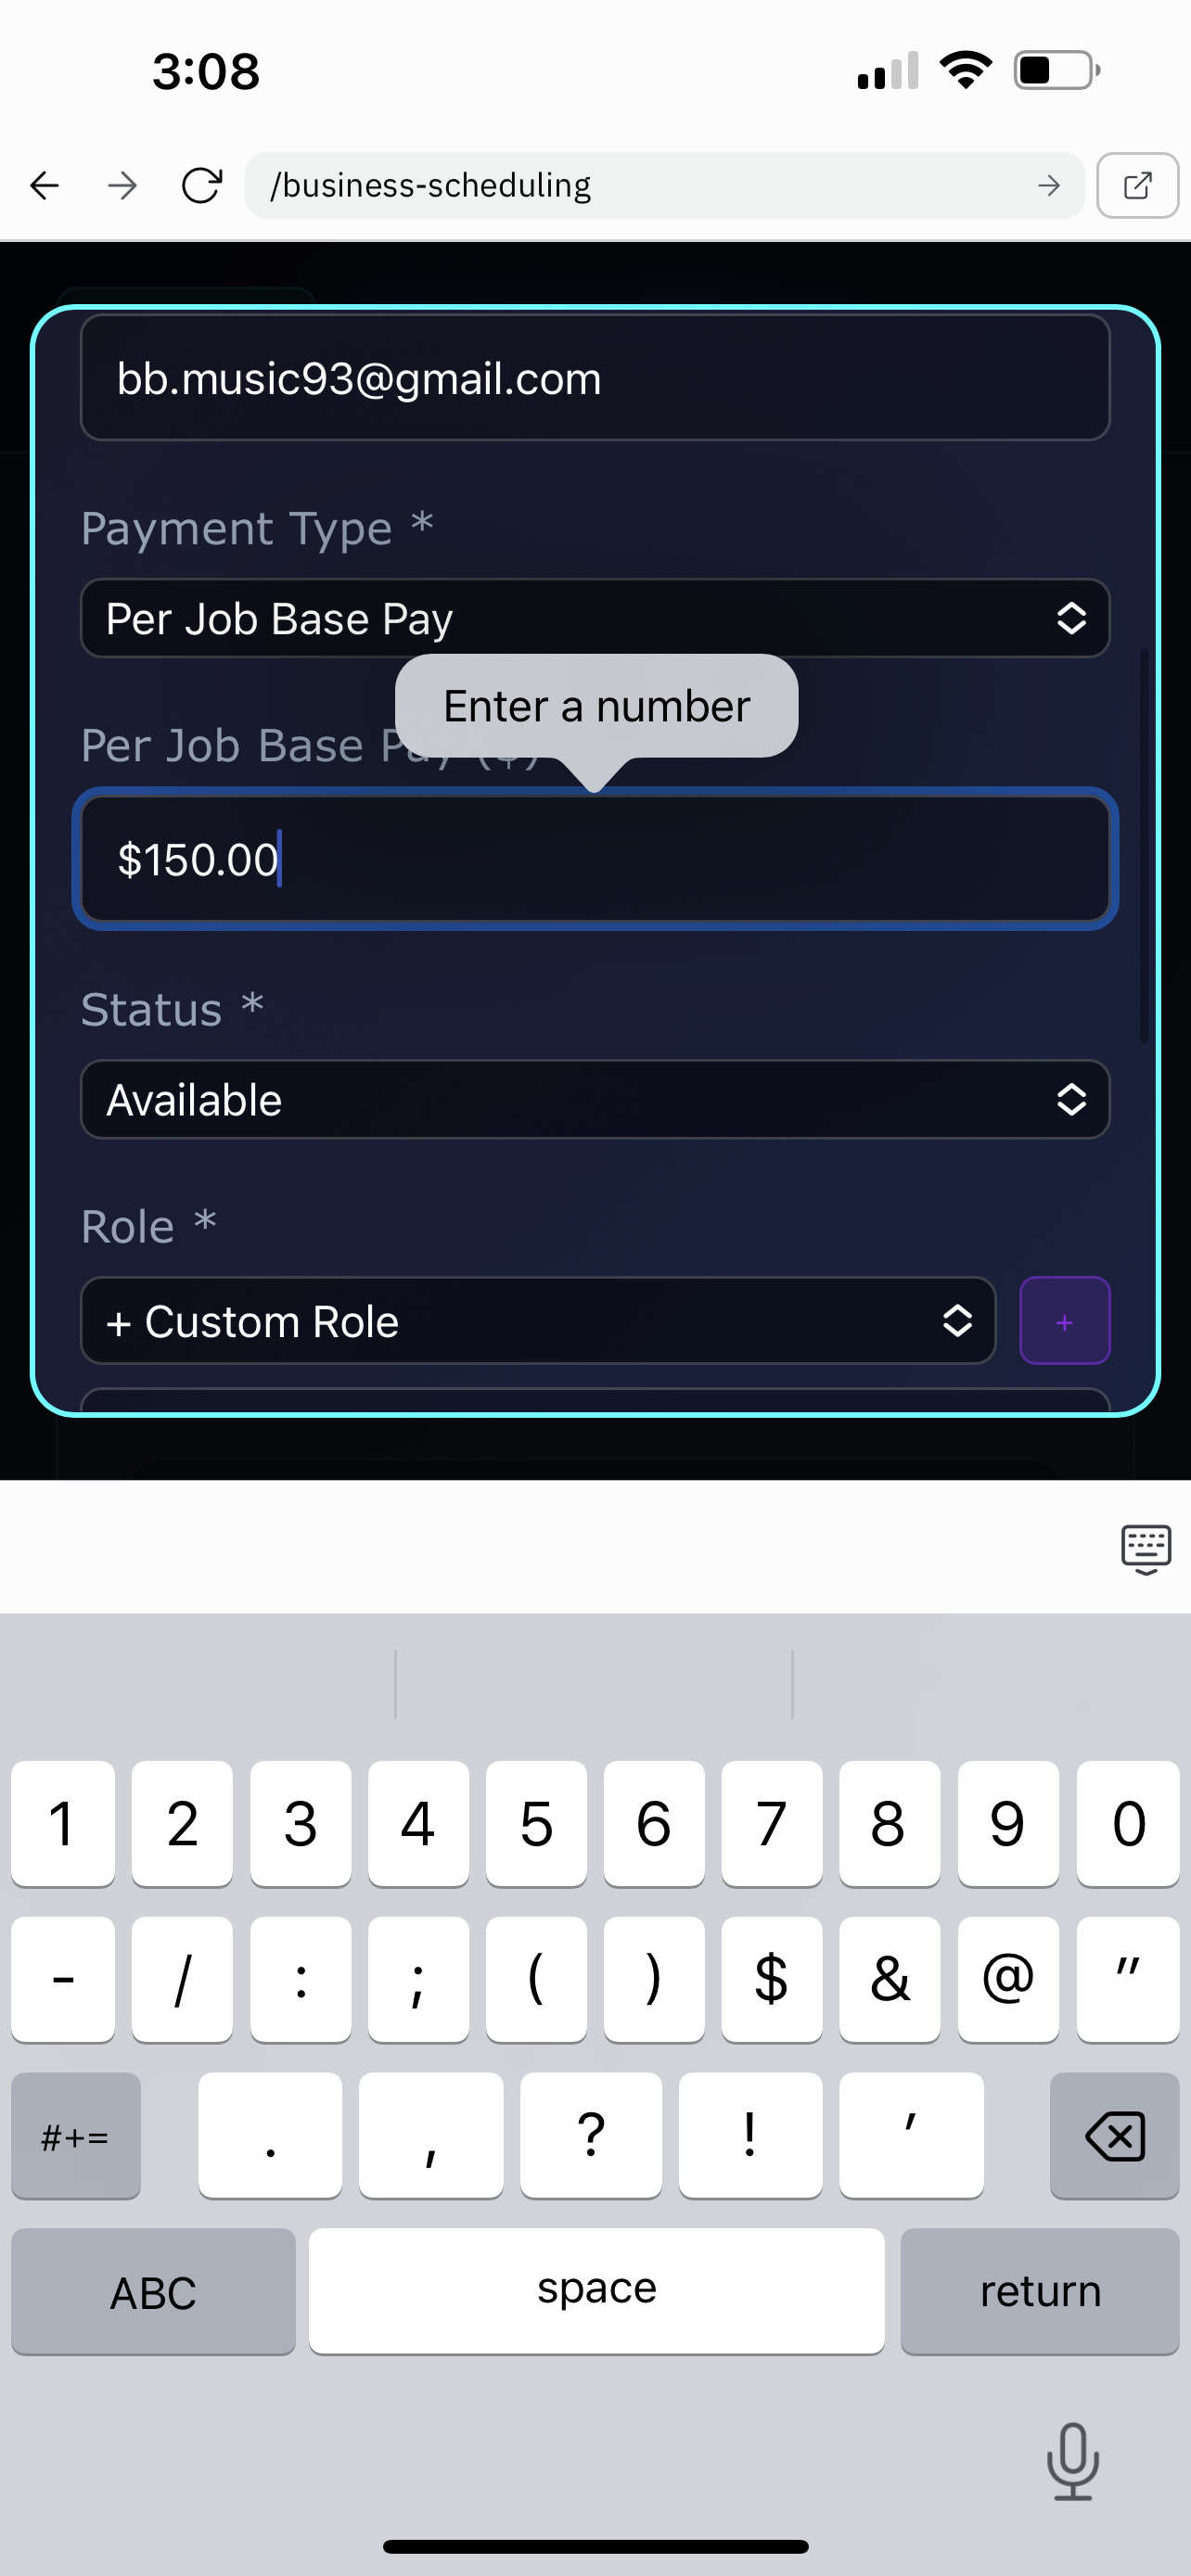 3:08
/business-scheduling
bb.music93@gmail.com
Payment Type *
Per Job Base Pay
Enter a number
Per Job Base Pay ($)
$150.00
Status *
Available
Role *
+ Custom Role
+
1 2 3 4 5 6 7 8 9 0
- / : ; ( ) $ & @ "
#+= . , ? ! '
ABC space return